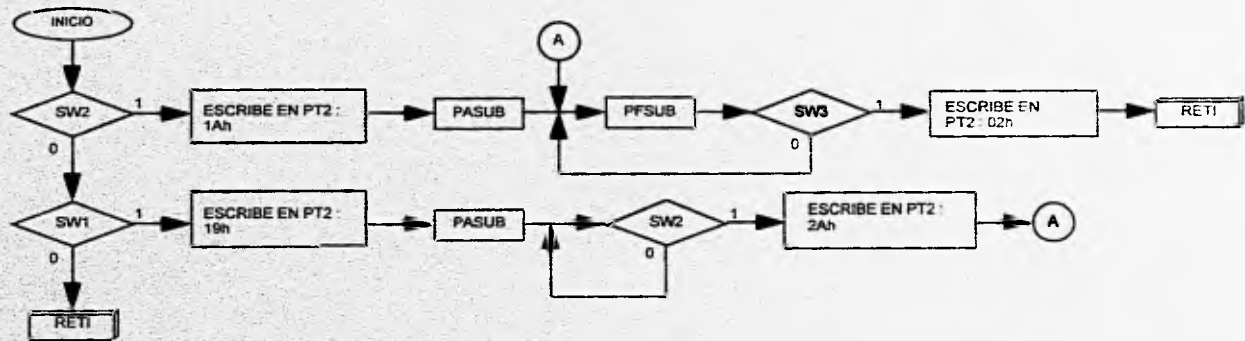 INICIO
A
SW2
1
ESCRIBE EN PT2 :
1Ah
PASUB
PFSUB
SW3
1
ESCRIBE EN
PT2 : 02h
RETI
0
0
SW1
1
ESCRIBE EN PT2 :
19h
PASUB
SW2
1
ESCRIBE EN PT2 :
2Ah
A
0
0
RETI